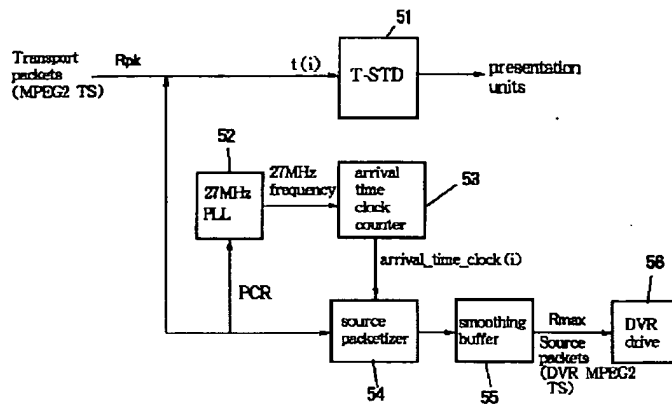 51
Transport
packets
(MPEG2 TS)
Rpk
t(i)
T-STD
presentation
units
52
27MHz
PLL
27MHz
frequency
arrival
time
clock
counter
53
arrival_time_clock(i)
PCR
source
packetizer
54
smoothing
buffer
55
Rmax
Source
packets
(DVR MPEG2
TS)
56
DVR
drive